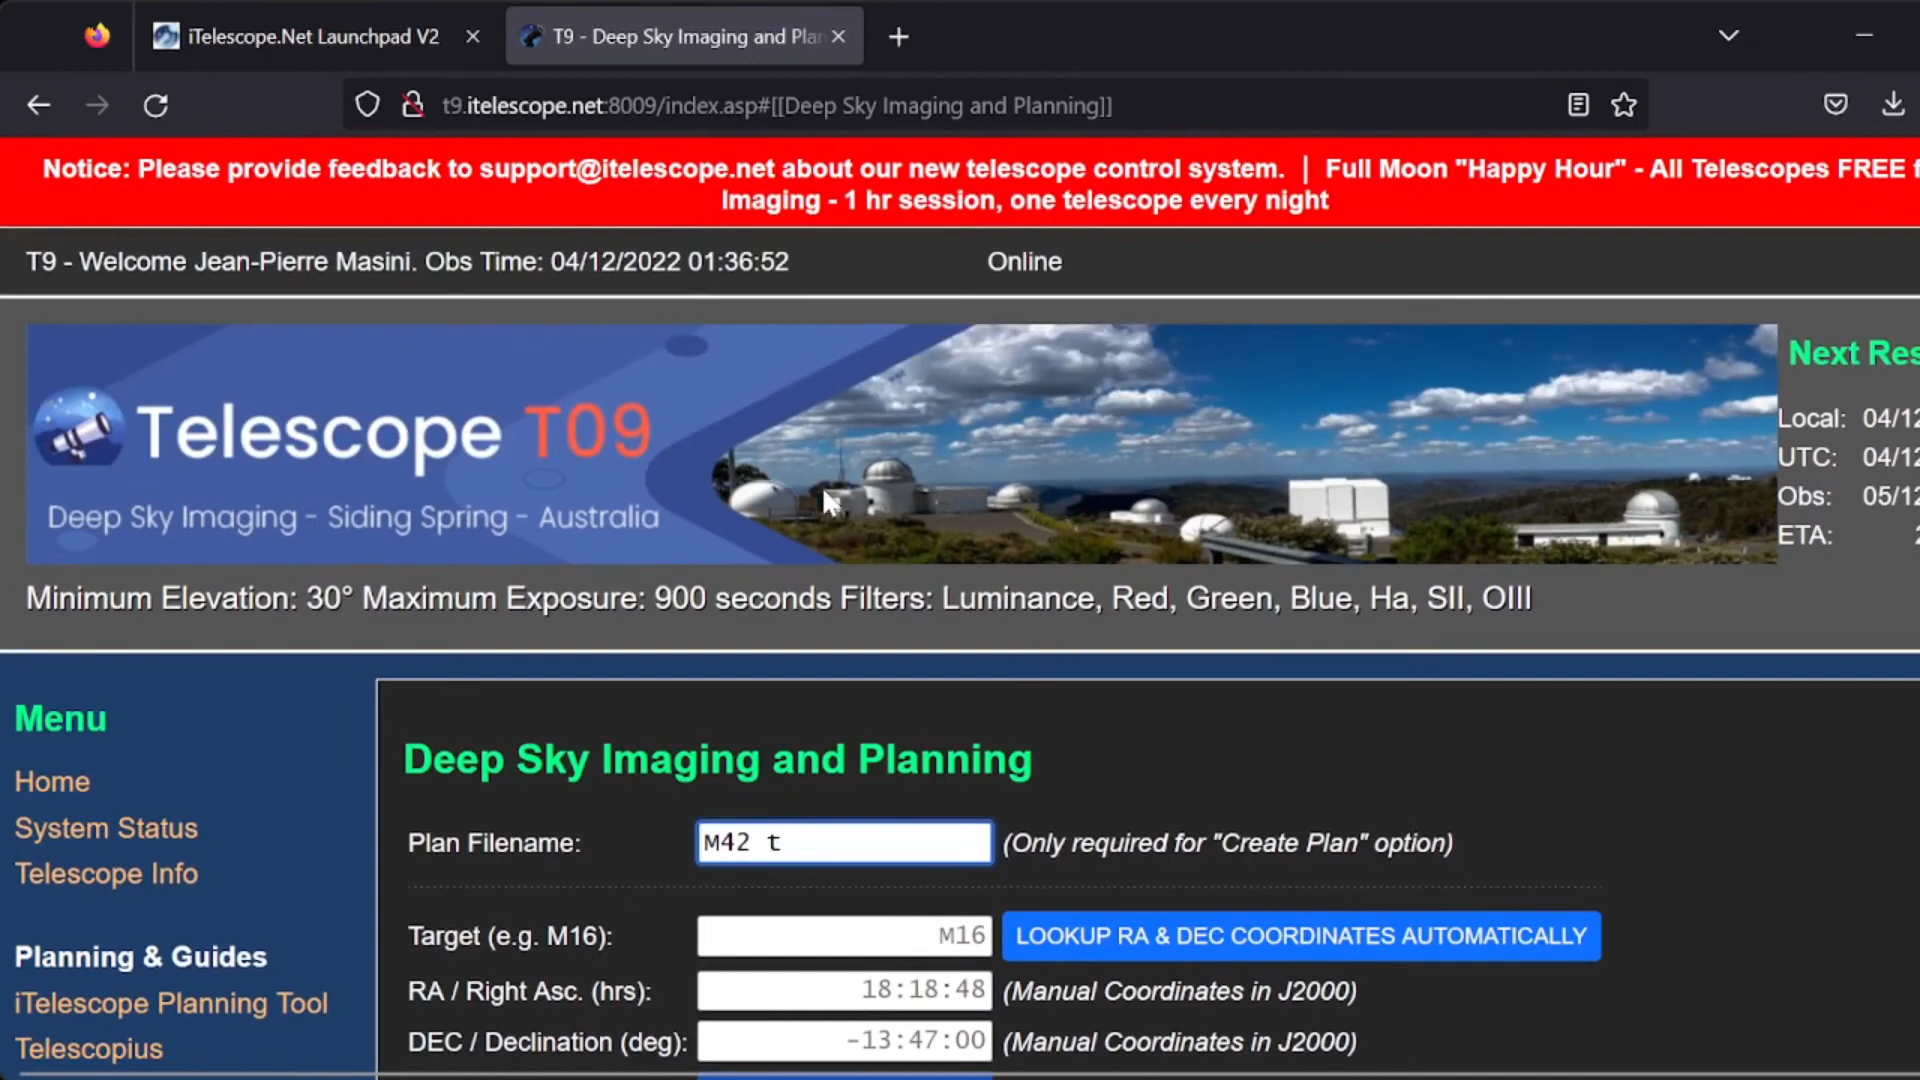 iTelescope.Net Launchpad V2
T9 - Deep Sky Imaging and Plan
t9.itelescope.net:8009/index.asp#[[Deep Sky Imaging and Planning]]
Notice: Please provide feedback to support@itelescope.net about our new telescope control system. | Full Moon "Happy Hour" - All Telescopes FREE f
Imaging - 1 hr session, one telescope every night
T9 - Welcome Jean-Pierre Masini. Obs Time: 04/12/2022 01:36:52 Online
Telescope T09
Deep Sky Imaging - Siding Spring - Australia
Next Res
Local: 04/12
UTC: 04/12
Obs: 05/12
ETA: 2
Minimum Elevation: 30° Maximum Exposure: 900 seconds Filters: Luminance, Red, Green, Blue, Ha, SII, OIII
Menu
Home
System Status
Telescope Info
Planning & Guides
iTelescope Planning Tool
Telescopius
Deep Sky Imaging and Planning
Plan Filename: M42 t (Only required for "Create Plan" option)
Target (e.g. M16): M16 LOOKUP RA & DEC COORDINATES AUTOMATICALLY
RA / Right Asc. (hrs): 18:18:48 (Manual Coordinates in J2000)
DEC / Declination (deg): -13:47:00 (Manual Coordinates in J2000)